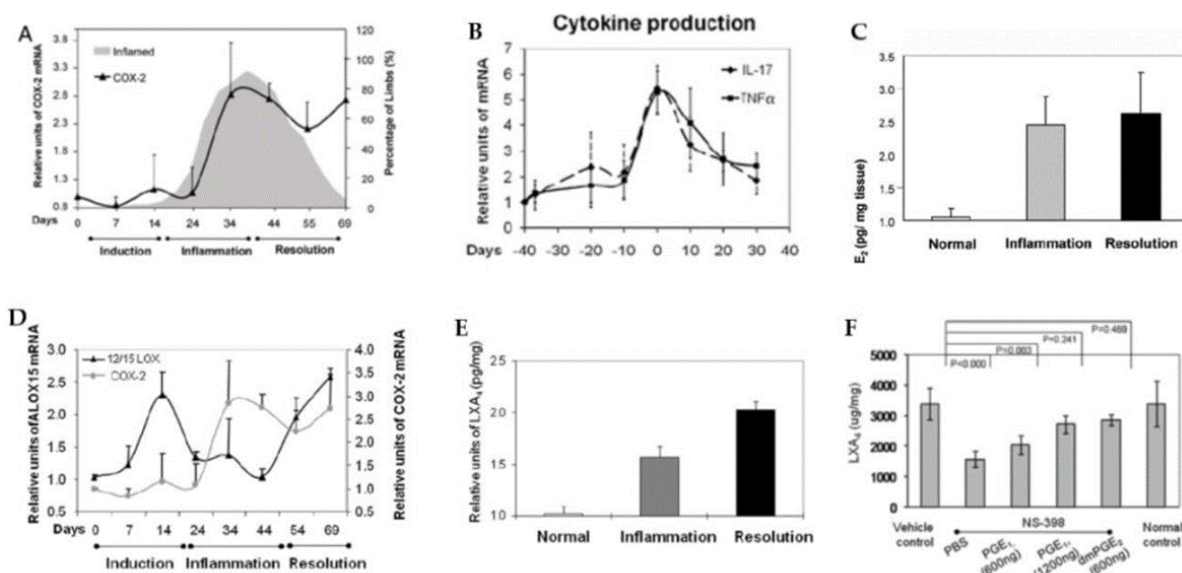 A
Relative units of COX-2 mRNA
3.8
3.3
2.8
2.3
1.8
1.3
0.8
Inflamed
COX-2
120
100
80
60
40
20
0
Percentage of Limbs (%)
Days 0 7 14 24 34 44 55 69
Induction Inflammation Resolution
B
Cytokine production
Relative units of mRNA
7
6
5
4
3
2
1
0
IL-17
TNFα
Days -40 -30 -20 -10 0 10 20 30 40
C
E2 (pg/ mg tissue)
3.5
3.0
2.5
2.0
1.5
1.0
Normal Inflammation Resolution
D
Relative units of ALOX15 mRNA
3.0
2.5
2.0
1.5
1.0
0.5
12/15 LOX
COX-2
4.0
3.5
3.0
2.5
2.0
1.5
1.0
0.5
Relative units of COX-2 mRNA
Days 0 7 14 24 34 44 54 69
Induction Inflammation Resolution
E
Relative units of LXA4 (pg/mg)
2.5
2.0
1.5
1.0
Normal Inflammation Resolution
F
P=0.469
P=0.241
P=0.003
P<0.000
LXA4 (ug/mg)
5000
4000
3000
2000
1000
0
Vehicle control
NS-398
PBS
PGE1, (600ng)
(1200ng)
dmPGE2 (600ng)
Normal control